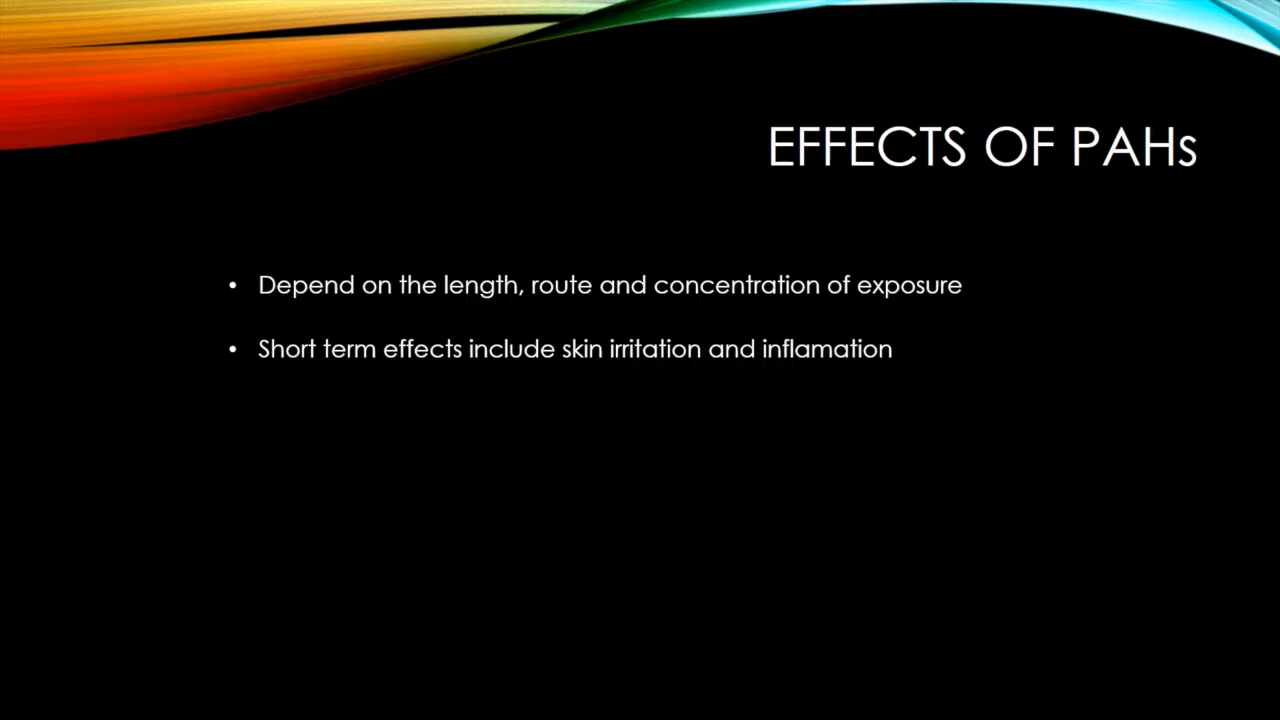 EFFECTS OF PAHs
• Depend on the length, route and concentration of exposure
• Short term effects include skin irritation and inflamation